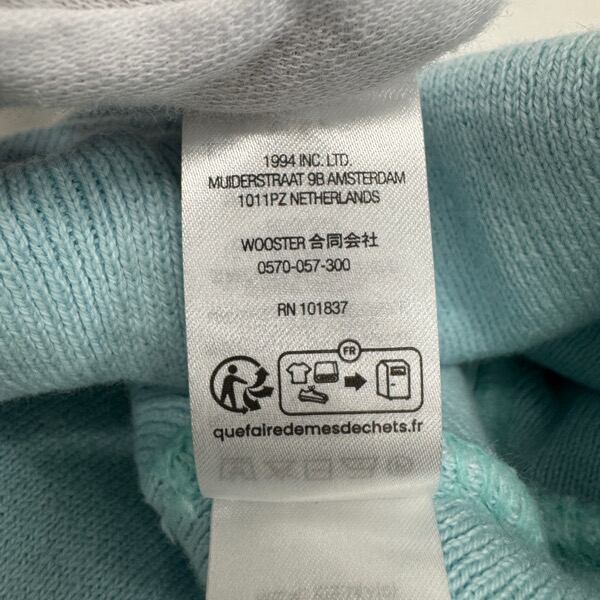 1994 INC. LTD.
MUIDERSTRAAT 9B AMSTERDAM
1011PZ NETHERLANDS
WOOSTER 合同会社
0570-057-300
RN 101837
FR
quefairedemesdechets.fr